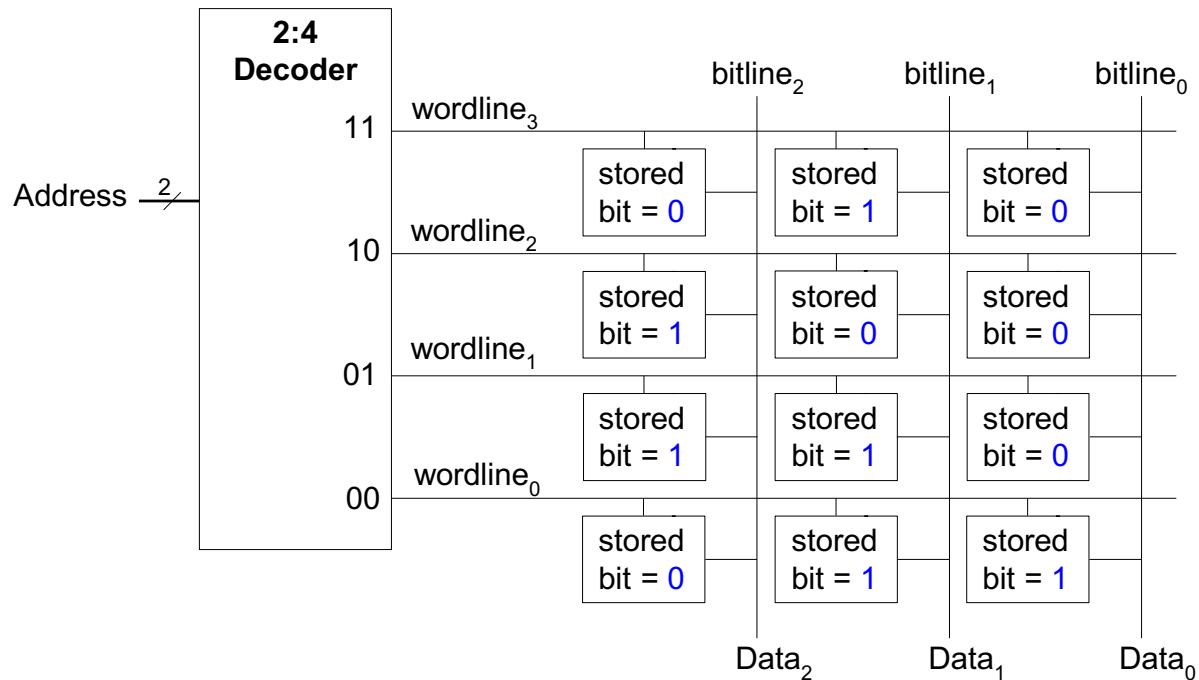 2:4
Decoder
bitline₂ bitline₁ bitline₀
wordline₃
11
stored stored stored
bit = 0 bit = 1 bit = 0
Address 2
wordline₂
10
stored stored stored
bit = 1 bit = 0 bit = 0
wordline₁
01
stored stored stored
bit = 1 bit = 1 bit = 0
wordline₀
00
stored stored stored
bit = 0 bit = 1 bit = 1
Data₂ Data₁ Data₀